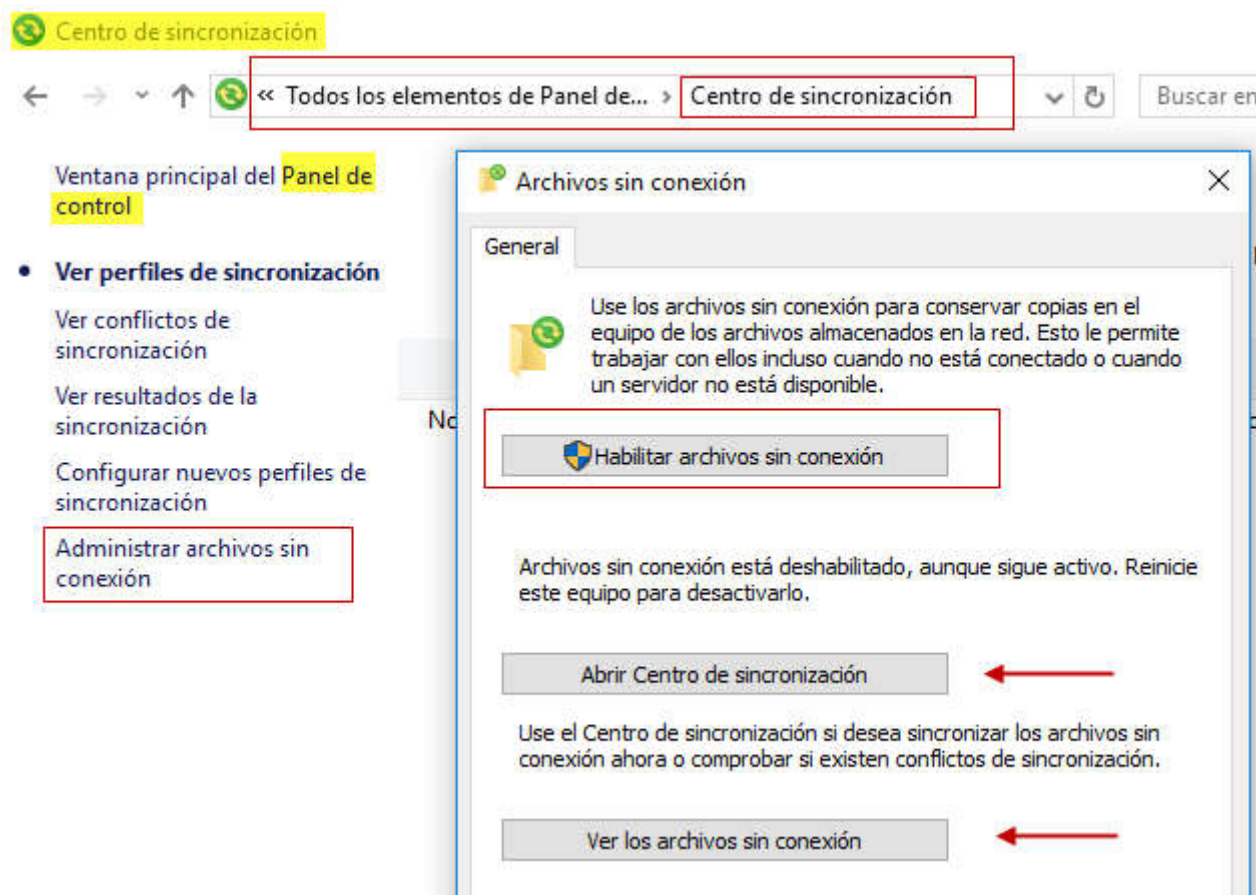 Centro de sincronización
« Todos los elementos de Panel de... › Centro de sincronización
Buscar en
Ventana principal del Panel de
control
• Ver perfiles de sincronización
Ver conflictos de
sincronización
Ver resultados de la
sincronización
Configurar nuevos perfiles de
sincronización
Administrar archivos sin
conexión
No
Archivos sin conexión
General
Use los archivos sin conexión para conservar copias en el
equipo de los archivos almacenados en la red. Esto le permite
trabajar con ellos incluso cuando no está conectado o cuando
un servidor no está disponible.
Habilitar archivos sin conexión
Archivos sin conexión está deshabilitado, aunque sigue activo. Reinicie
este equipo para desactivarlo.
Abrir Centro de sincronización
Use el Centro de sincronización si desea sincronizar los archivos sin
conexión ahora o comprobar si existen conflictos de sincronización.
Ver los archivos sin conexión